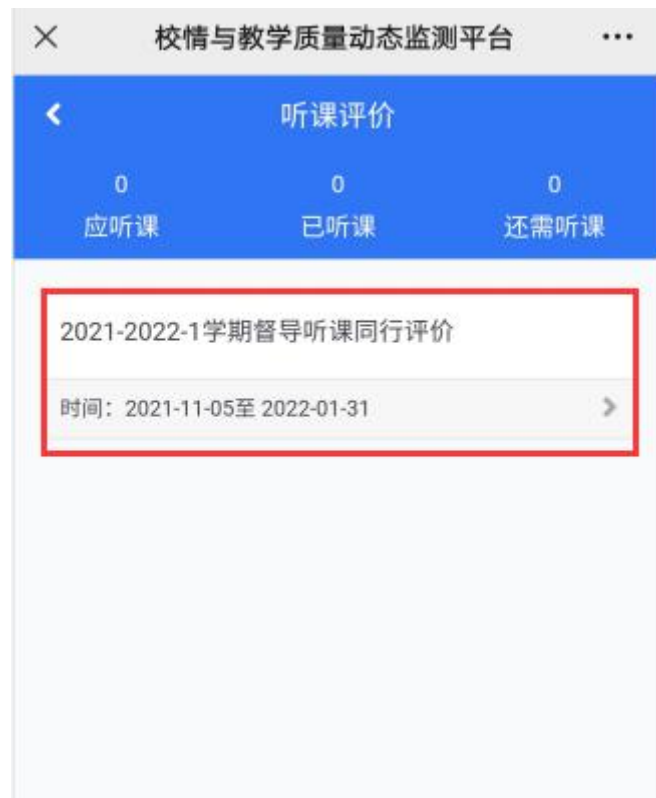 校情与教学质量动态监测平台
听课评价
0 0 0
应听课 已听课 还需听课
2021-2022-1学期督导听课同行评价
时间：2021-11-05至 2022-01-31